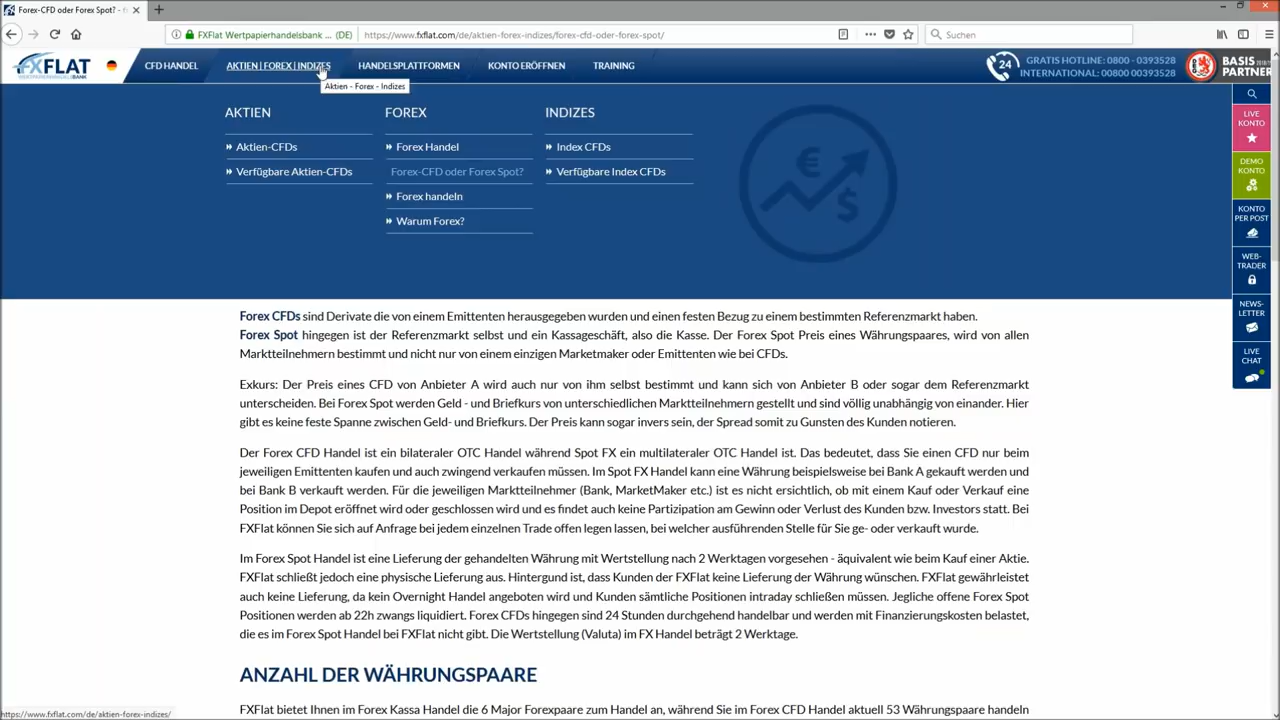 Forex-CFD oder Forex Spot?
FXFlat Wertpapierhandelsbank ... (DE)
https://www.fxflat.com/de/aktien-forex-indizes/forex-cfd-oder-forex-spot/
Suchen
FXFLAT
CFD HANDEL
AKTIEN | FOREX | INDIZES
HANDELSPLATTFORMEN
KONTO ERÖFFNEN
TRAINING
24
GRATIS HOTLINE: 0800 - 0393528
INTERNATIONAL: 00800 00393528
BASIS
PARTNER
Aktien - Forex - Indizes
AKTIEN
Aktien-CFDs
Verfügbare Aktien-CFDs
FOREX
Forex Handel
Forex-CFD oder Forex Spot?
Forex handeln
Warum Forex?
INDIZES
Index CFDs
Verfügbare Index CFDs
€
$
LIVE
KONTO
DEMO
KONTO
KONTO
PER POST
WEB-
TRADER
NEWS-
LETTER
LIVE
CHAT
Forex CFDs sind Derivate die von einem Emittenten herausgegeben wurden und einen festen Bezug zu einem bestimmten Referenzmarkt haben.
Forex Spot hingegen ist der Referenzmarkt selbst und ein Kassageschäft, also die Kasse. Der Forex Spot Preis eines Währungspaares, wird von allen
Marktteilnehmern bestimmt und nicht nur von einem einzigen Marketmaker oder Emittenten wie bei CFDs.
Exkurs: Der Preis eines CFD von Anbieter A wird auch nur von ihm selbst bestimmt und kann sich von Anbieter B oder sogar dem Referenzmarkt
unterscheiden. Bei Forex Spot werden Geld - und Briefkurs von unterschiedlichen Marktteilnehmern gestellt und sind völlig unabhängig von einander. Hier
gibt es keine feste Spanne zwischen Geld- und Briefkurs. Der Preis kann sogar invers sein, der Spread somit zu Gunsten des Kunden notieren.
Der Forex CFD Handel ist ein bilateraler OTC Handel während Spot FX ein multilateraler OTC Handel ist. Das bedeutet, dass Sie einen CFD nur beim
jeweiligen Emittenten kaufen und auch zwingend verkaufen müssen. Im Spot FX Handel kann eine Währung beispielsweise bei Bank A gekauft werden und
bei Bank B verkauft werden. Für die jeweiligen Marktteilnehmer (Bank, MarketMaker etc.) ist es nicht ersichtlich, ob mit einem Kauf oder Verkauf eine
Position im Depot eröffnet wird oder geschlossen wird und es findet auch keine Partizipation am Gewinn oder Verlust des Kunden bzw. Investors statt. Bei
FXFlat können Sie sich auf Anfrage bei jedem einzelnen Trade offen legen lassen, bei welcher ausführenden Stelle für Sie ge- oder verkauft wurde.
Im Forex Spot Handel ist eine Lieferung der gehandelten Währung mit Wertstellung nach 2 Werktagen vorgesehen - äquivalent wie beim Kauf einer Aktie.
FXFlat schließt jedoch eine physische Lieferung aus. Hintergrund ist, dass Kunden der FXFlat keine Lieferung der Währung wünschen. FXFlat gewährleistet
auch keine Lieferung, da kein Overnight Handel angeboten wird und Kunden sämtliche Positionen intraday schließen müssen. Jegliche offene Forex Spot
Positionen werden ab 22h zwangs liquidiert. Forex CFDs hingegen sind 24 Stunden durchgehend handelbar und werden mit Finanzierungskosten belastet,
die es im Forex Spot Handel bei FXFlat nicht gibt. Die Wertstellung (Valuta) im FX Handel beträgt 2 Werktage.
ANZAHL DER WÄHRUNGSPAARE
FXFlat bietet Ihnen im Forex Kassa Handel die 6 Major Forexpaare zum Handel an, während Sie im Forex CFD Handel aktuell 53 Währungspaare handeln
https://www.fxflat.com/de/aktien-forex-indizes/